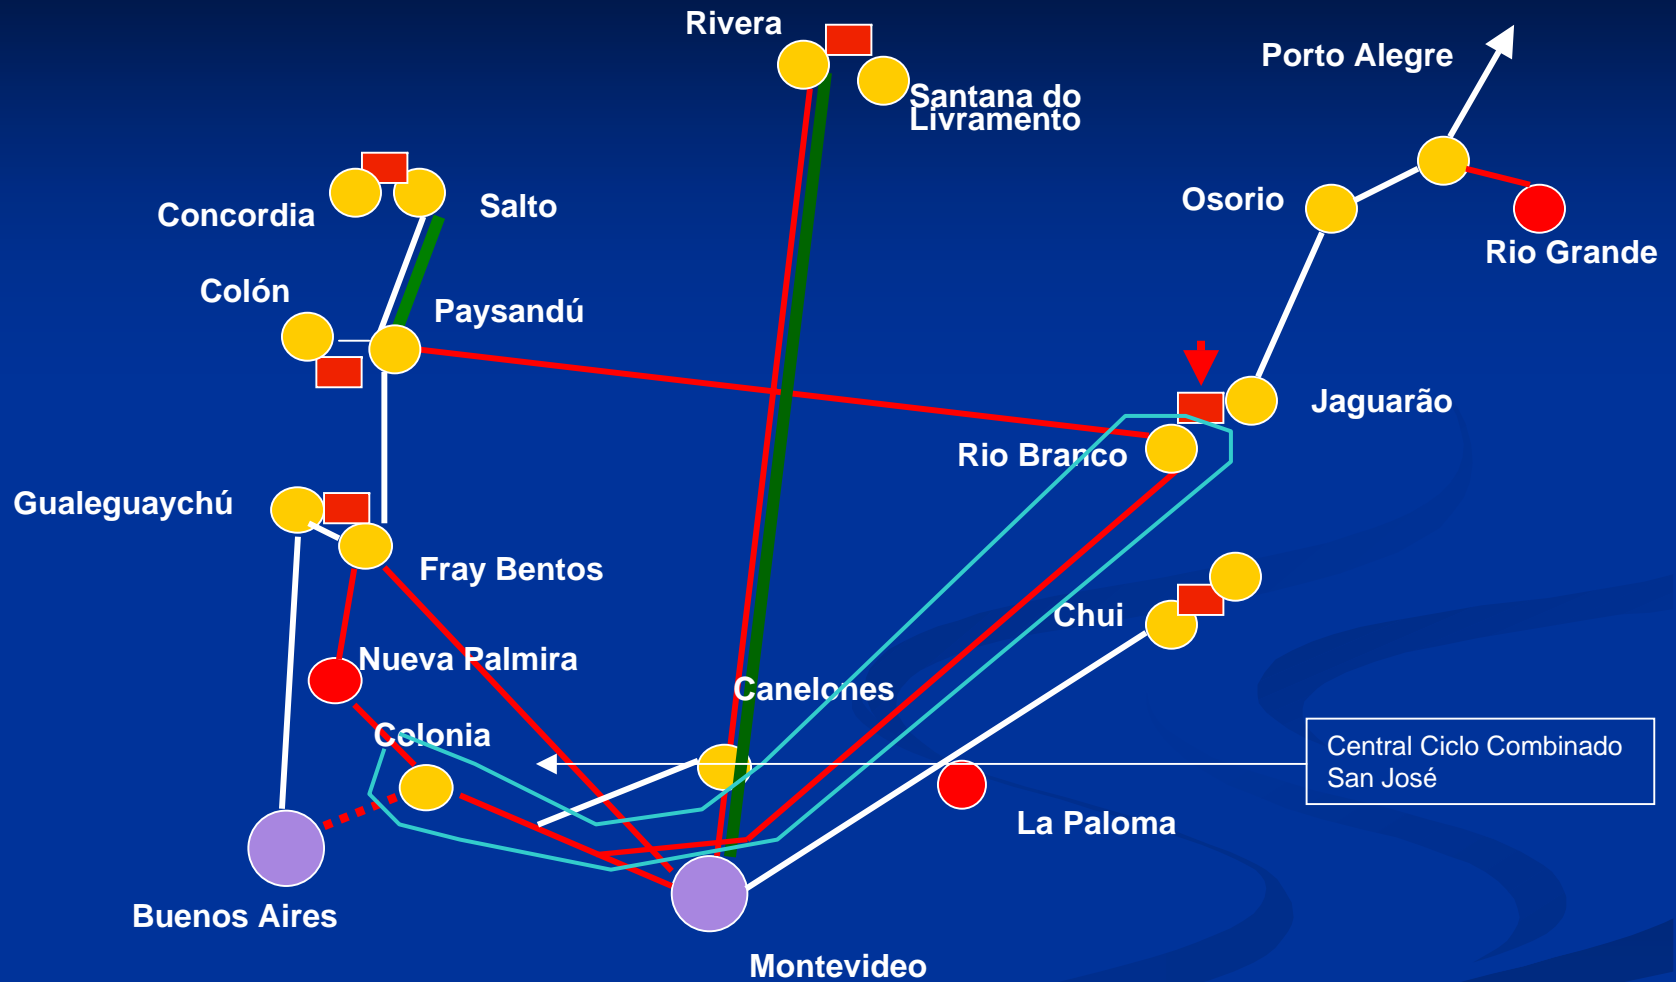 Rivera
Porto Alegre
Santana do
Livramento
Osorio
Salto
Concordia
Rio Grande
Colón
Paysandú
Jaguarão
Rio Branco
Gualeguaychú
Fray Bentos
Chui
Nueva Palmira
Canelones
Colonia
Central Ciclo Combinado
San José
La Paloma
Buenos Aires
Montevideo